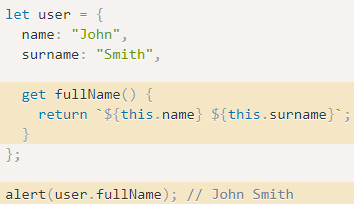 let user = {
  name: "John",
  surname: "Smith",

  get fullName() {
    return `${this.name} ${this.surname}`;
  }
};

alert(user.fullName); // John Smith